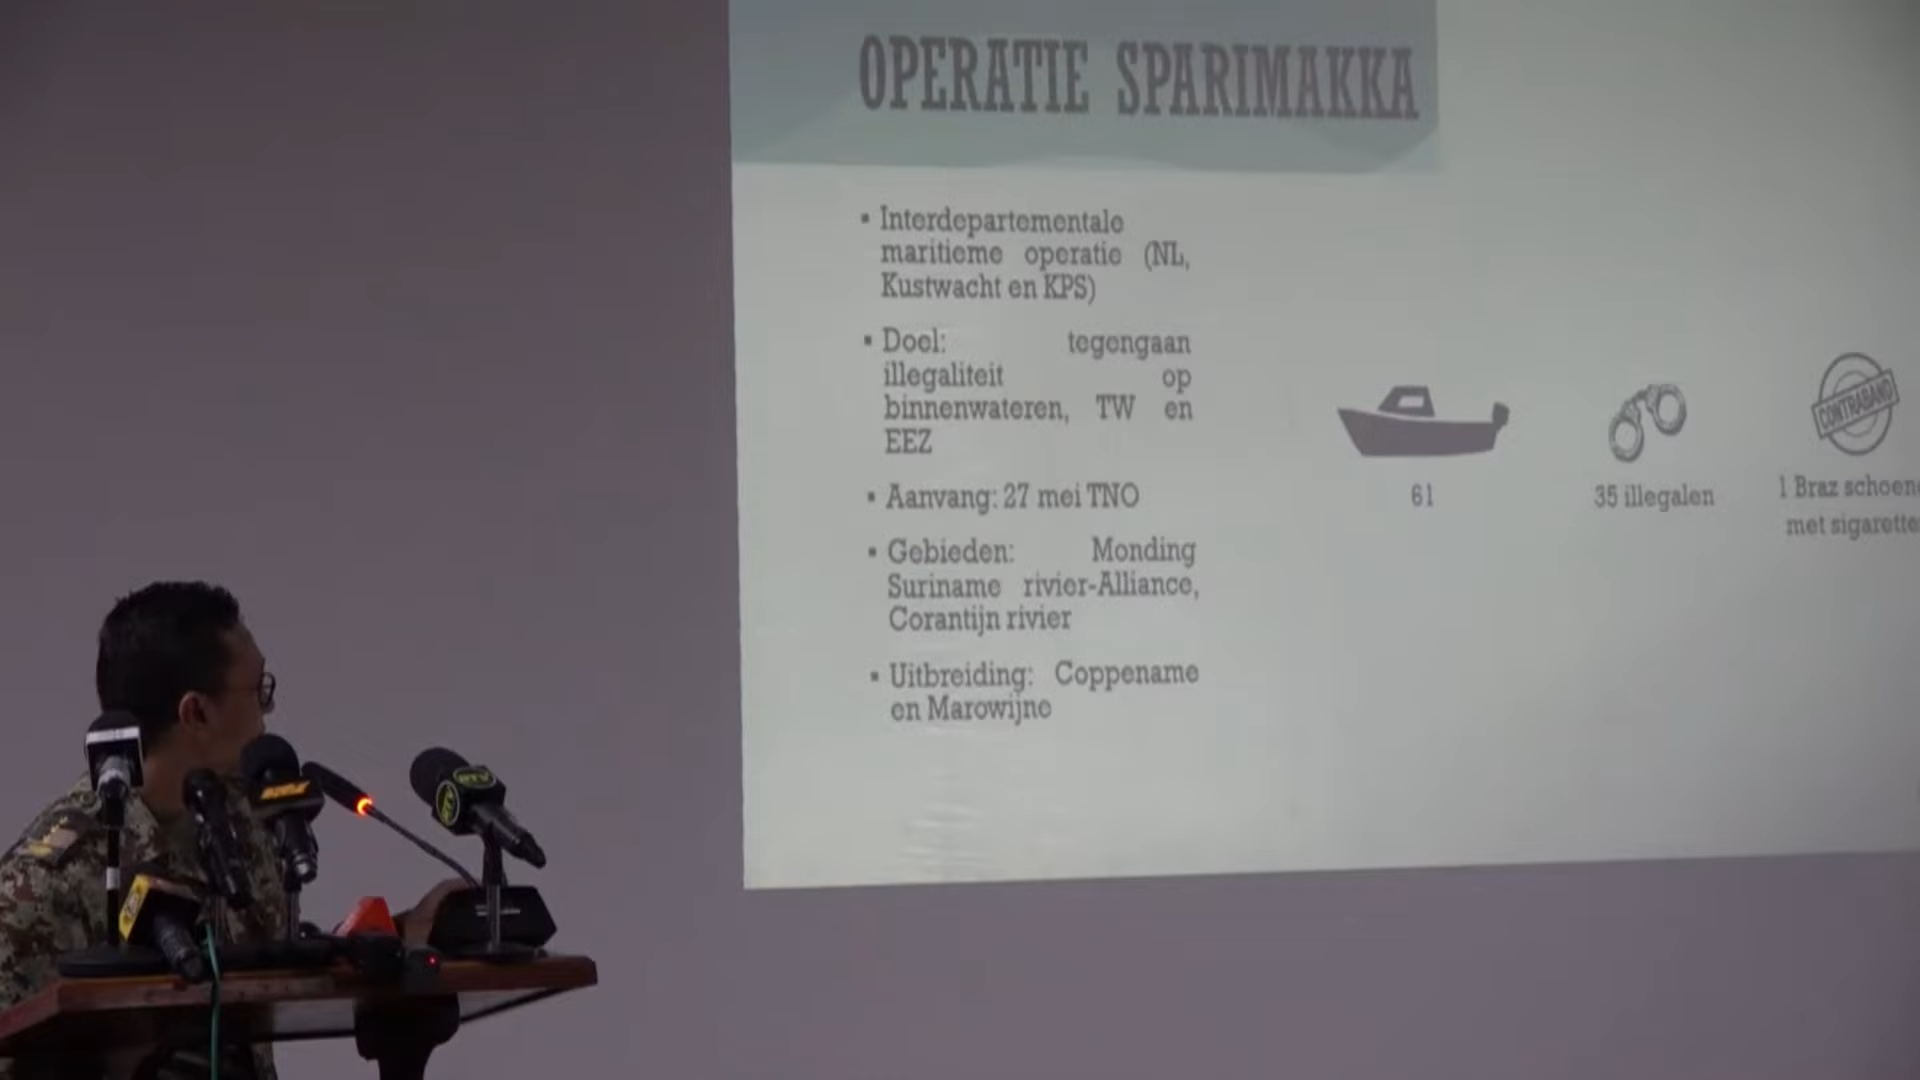 OPERATIE SPARIMAKKA
▪ Interdepartementale
maritieme operatie (NL,
Kustwacht en KPS)
▪ Doel: tegengaan
illegaliteit op
binnenwateren, TW en
EEZ
▪ Aanvang: 27 mei TNO
▪ Gebieden: Monding
Suriname rivier-Alliance,
Corantijn rivier
▪ Uitbreiding: Coppename
en Marowijne
61
35 illegalen
CONTRABAND
1 Braz schoene
met sigarette
RTV